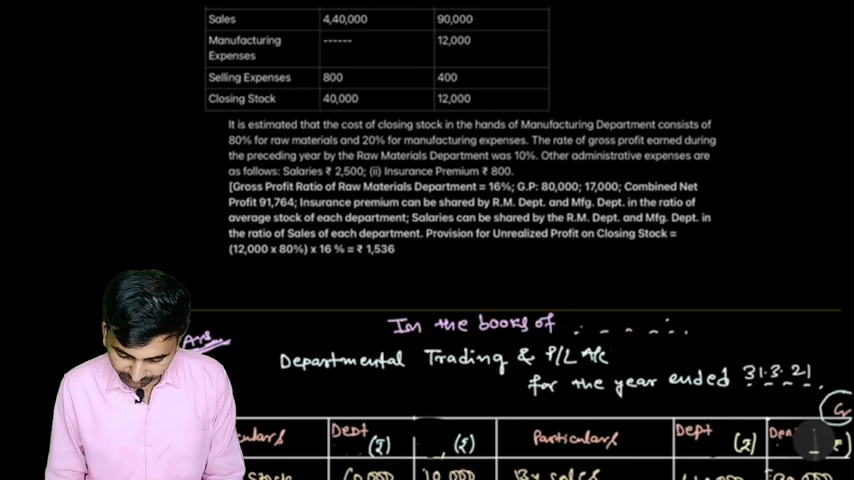 Sales 4,40,000 90,000
Manufacturing ------ 12,000
Expenses
Selling Expenses 800 400
Closing Stock 40,000 12,000
It is estimated that the cost of closing stock in the hands of Manufacturing Department consists of
80% for raw materials and 20% for manufacturing expenses. The rate of gross profit earned during
the preceding year by the Raw Materials Department was 10%. Other administrative expenses are
as follows: Salaries ₹ 2,500; (ii) Insurance Premium ₹ 800.
[Gross Profit Ratio of Raw Materials Department = 16%; G.P: 80,000; 17,000; Combined Net
Profit 91,764; Insurance premium can be shared by R.M. Dept. and Mfg. Dept. in the ratio of
average stock of each department; Salaries can be shared by the R.M. Dept. and Mfg. Dept. in
the ratio of Sales of each department. Provision for Unrealized Profit on Closing Stock =
(12,000 x 80%) x 16 % = ₹ 1,536
Ans
In the books of
Departmental Trading & P/L A/c
for the year ended 31.3.21
Dept (₹) (₹) Particulars Dept (₹)
Stock 10,000 By sales